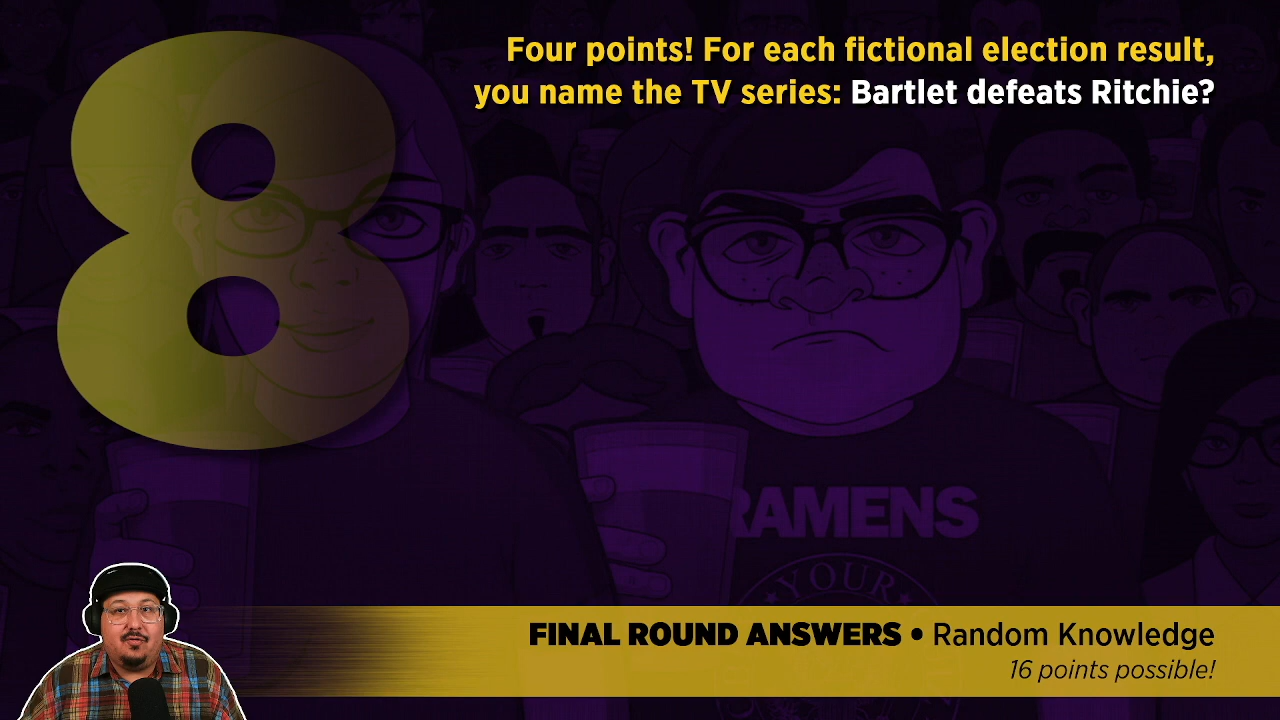 8
Four points! For each fictional election result,
you name the TV series: Bartlet defeats Ritchie?
RAMENS
YOUR
FINAL ROUND ANSWERS • Random Knowledge
16 points possible!